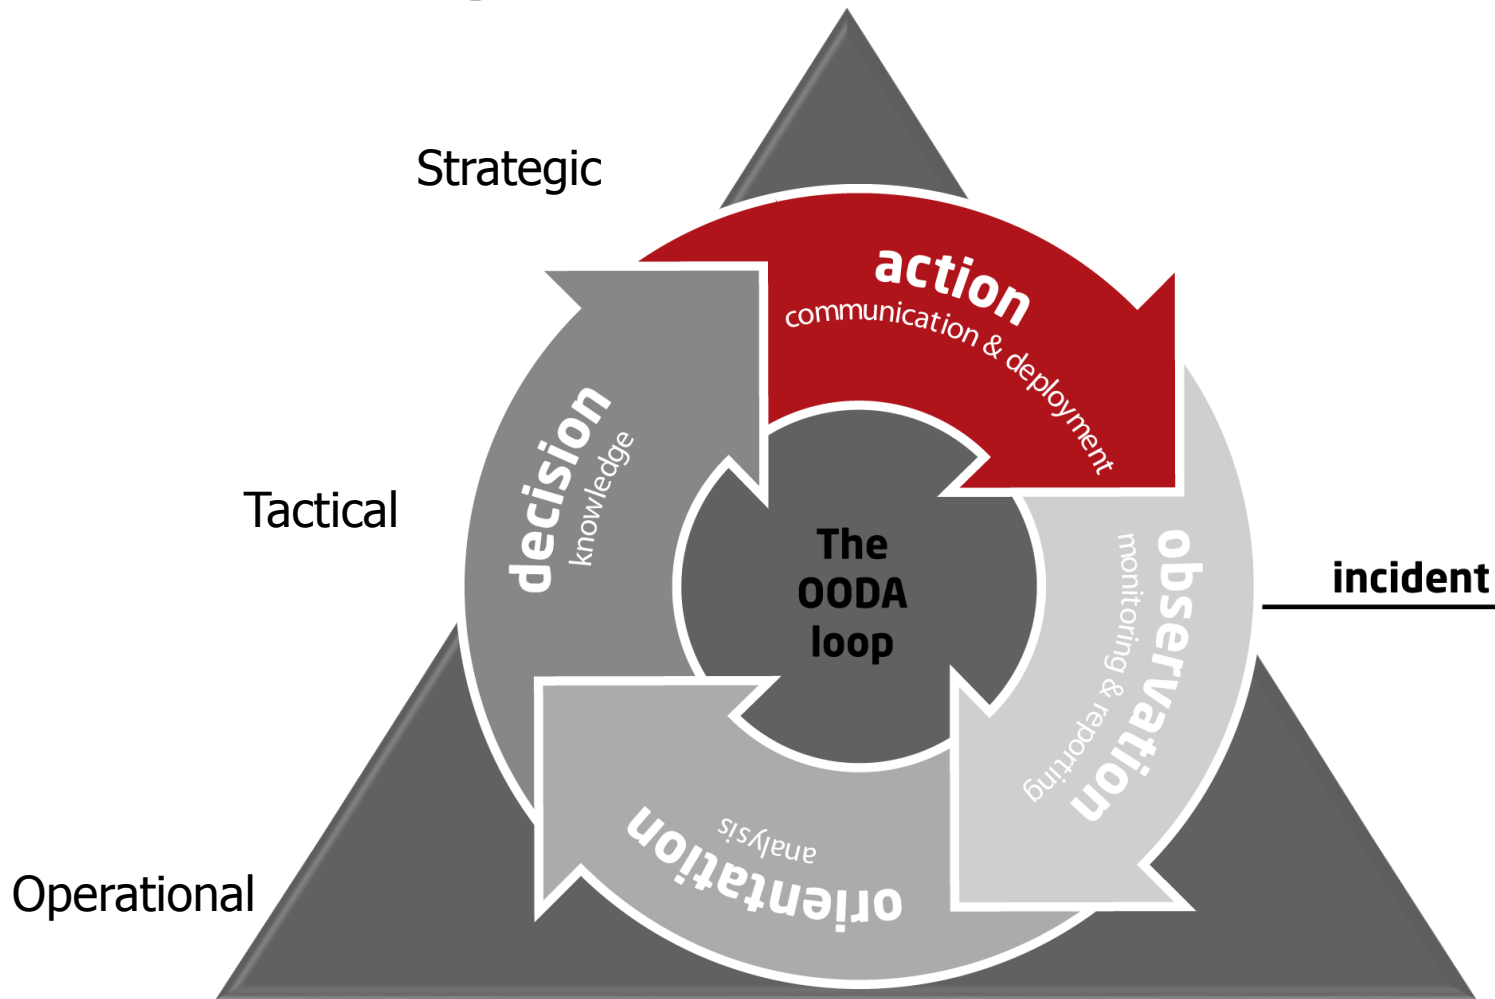 Strategic
action
communication & deployment
decision
knowledge
Tactical
The
OODA
loop
observation
monitoring & reporting
incident
orientation
analysis
Operational